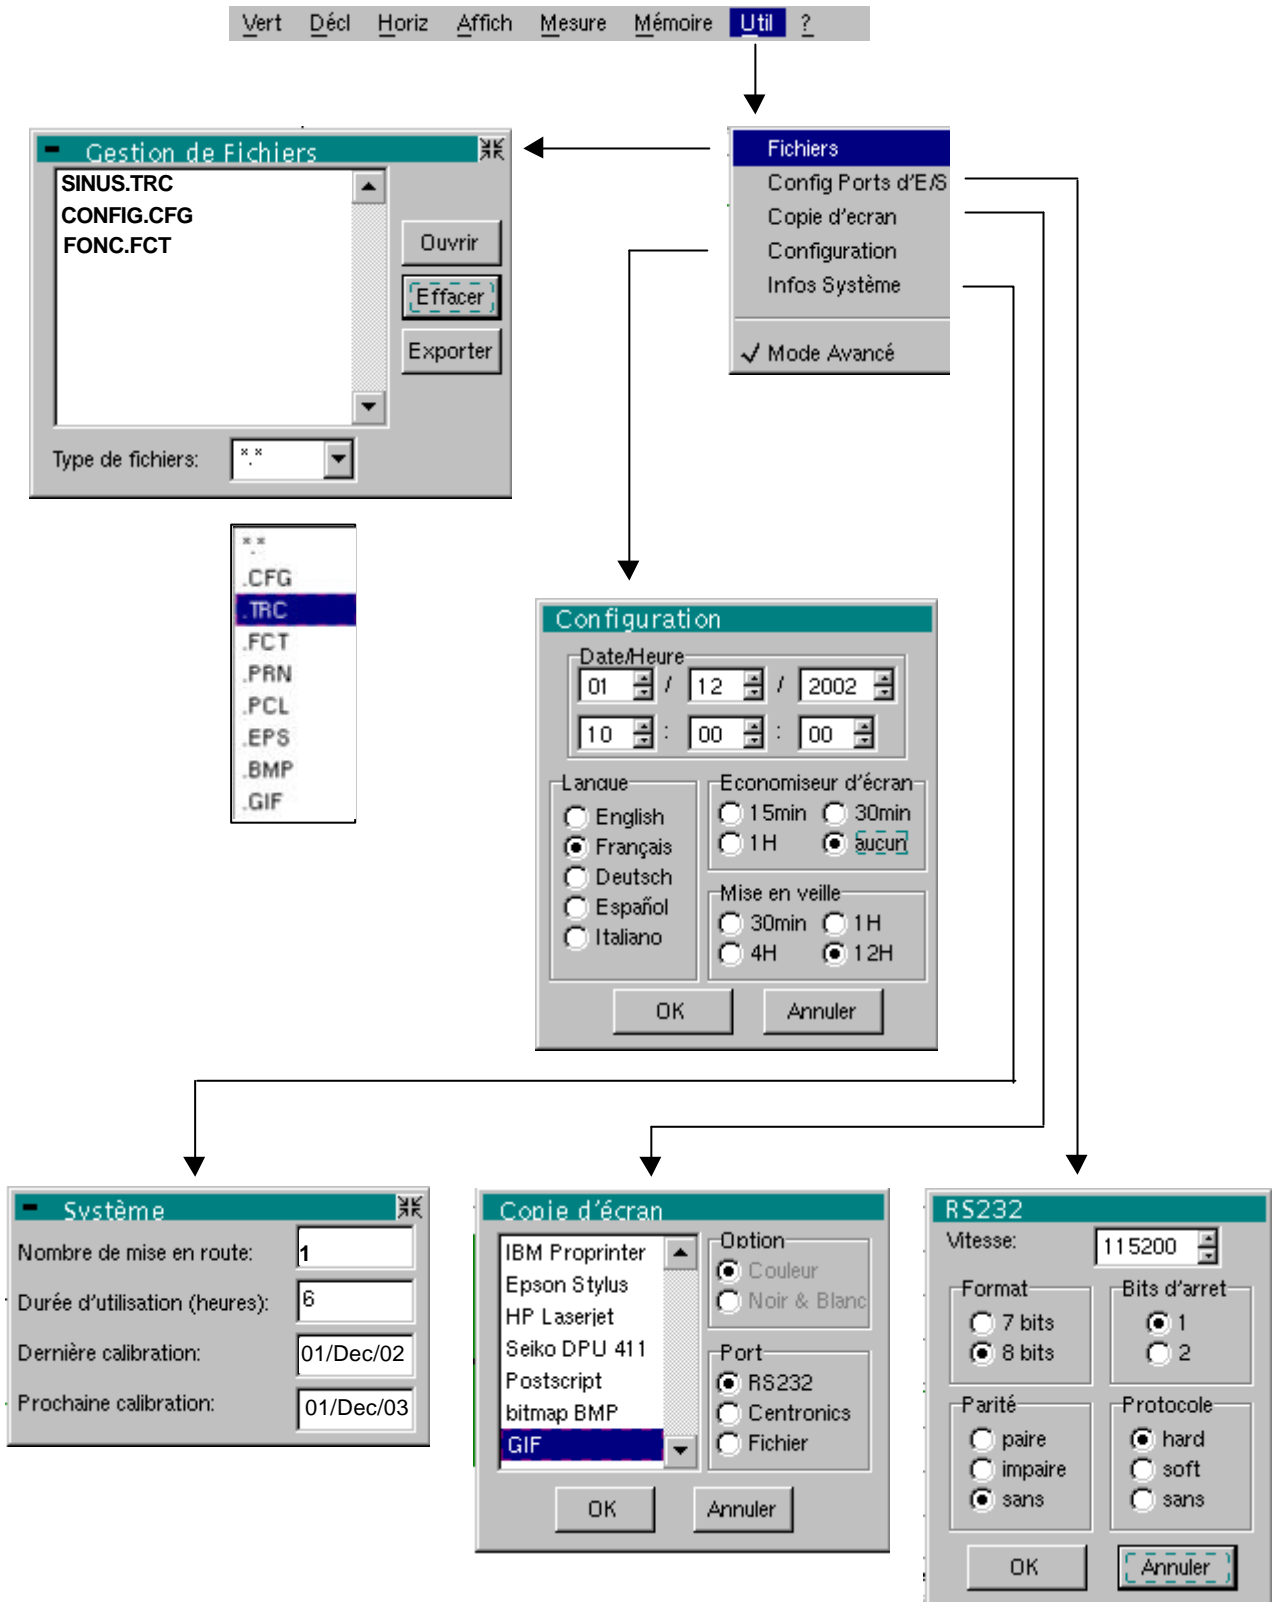 Vert Décl Horiz Affich Mesure Mémoire Util ?
Gestion de Fichiers
SINUS.TRC
CONFIG.CFG
FONC.FCT
Ouvrir
Effacer
Exporter
Type de fichiers: *.*
*.*
.CFG
.TRC
.FCT
.PRN
.PCL
.EPS
.BMP
.GIF
Fichiers
Config Ports d'E/S
Copie d'ecran
Configuration
Infos Système
✓ Mode Avancé
Configuration
Date/Heure
01 / 12 / 2002
10 : 00 : 00
Langue
English
Français
Deutsch
Español
Italiano
Economiseur d'écran
15min 30min
1H aucun
Mise en veille
30min 1H
4H 12H
OK Annuler
Système
Nombre de mise en route: 1
Durée d'utilisation (heures): 6
Dernière calibration: 01/Dec/02
Prochaine calibration: 01/Dec/03
Copie d'écran
IBM Proprinter
Epson Stylus
HP Laserjet
Seiko DPU 411
Postscript
bitmap BMP
GIF
Option
Couleur
Noir & Blanc
Port
RS232
Centronics
Fichier
OK Annuler
RS232
Vitesse: 115200
Format
7 bits
8 bits
Bits d'arret
1
2
Parité
paire
impaire
sans
Protocole
hard
soft
sans
OK Annuler